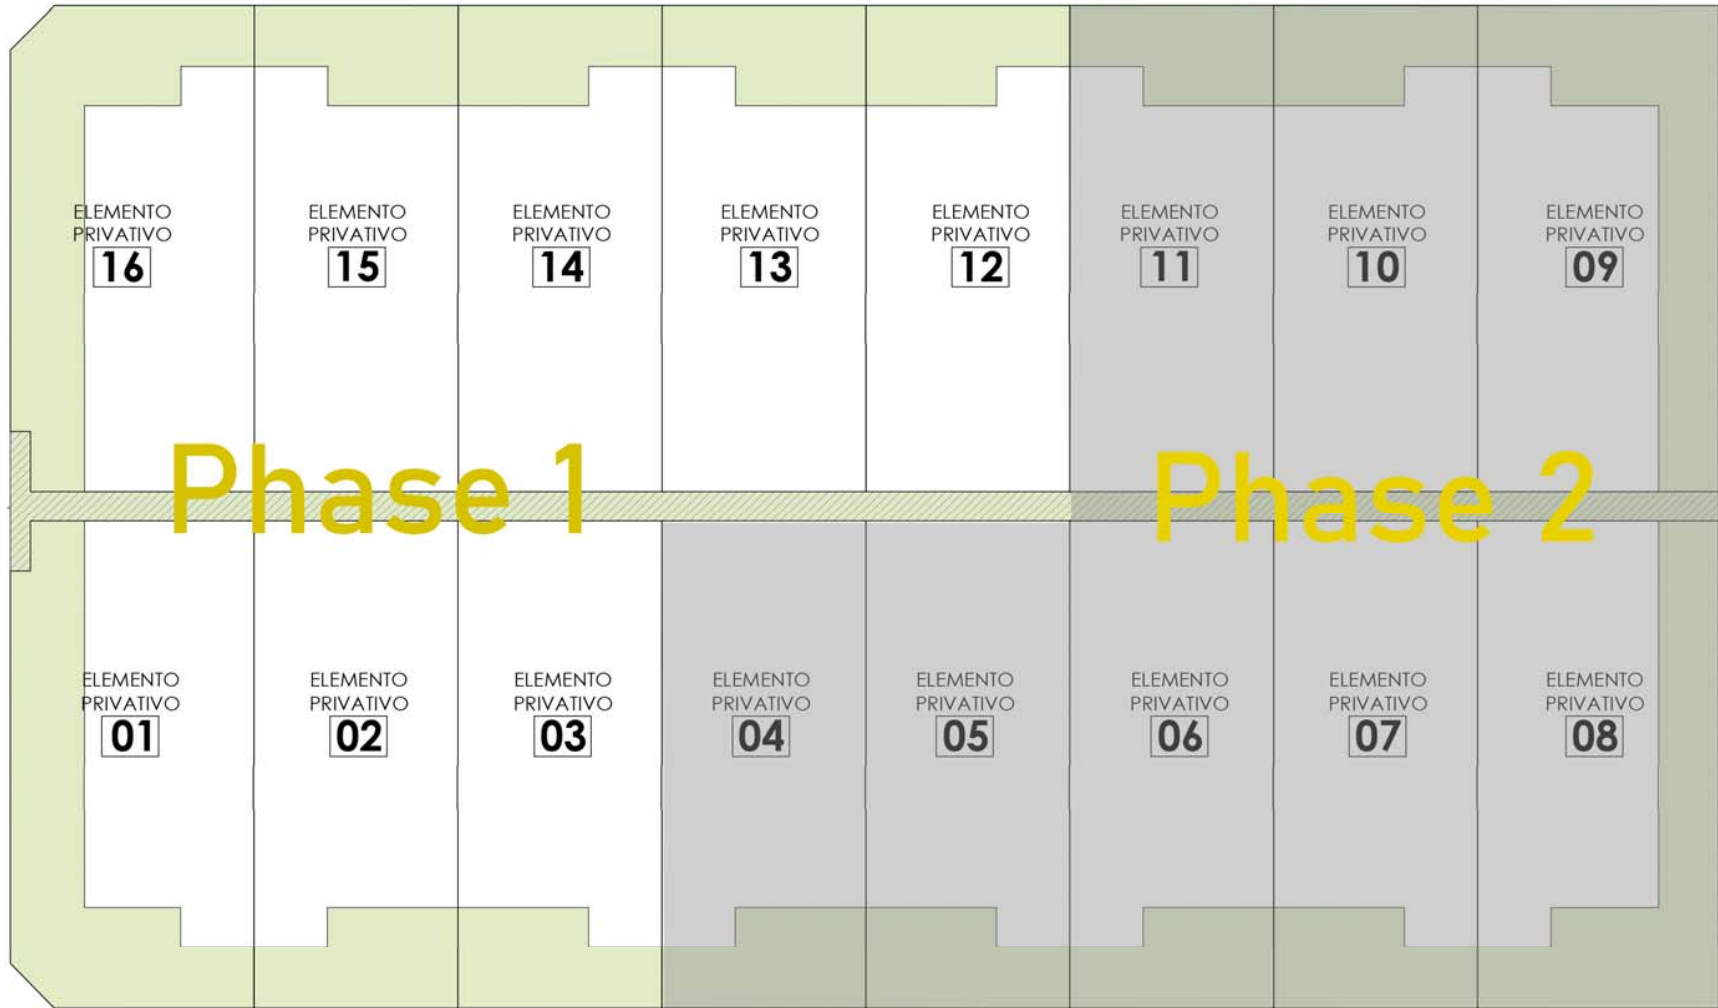 ELEMENTO
PRIVATIVO
16
ELEMENTO
PRIVATIVO
15
ELEMENTO
PRIVATIVO
14
ELEMENTO
PRIVATIVO
13
ELEMENTO
PRIVATIVO
12
ELEMENTO
PRIVATIVO
11
ELEMENTO
PRIVATIVO
10
ELEMENTO
PRIVATIVO
09
Phase 1
Phase 2
ELEMENTO
PRIVATIVO
01
ELEMENTO
PRIVATIVO
02
ELEMENTO
PRIVATIVO
03
ELEMENTO
PRIVATIVO
04
ELEMENTO
PRIVATIVO
05
ELEMENTO
PRIVATIVO
06
ELEMENTO
PRIVATIVO
07
ELEMENTO
PRIVATIVO
08